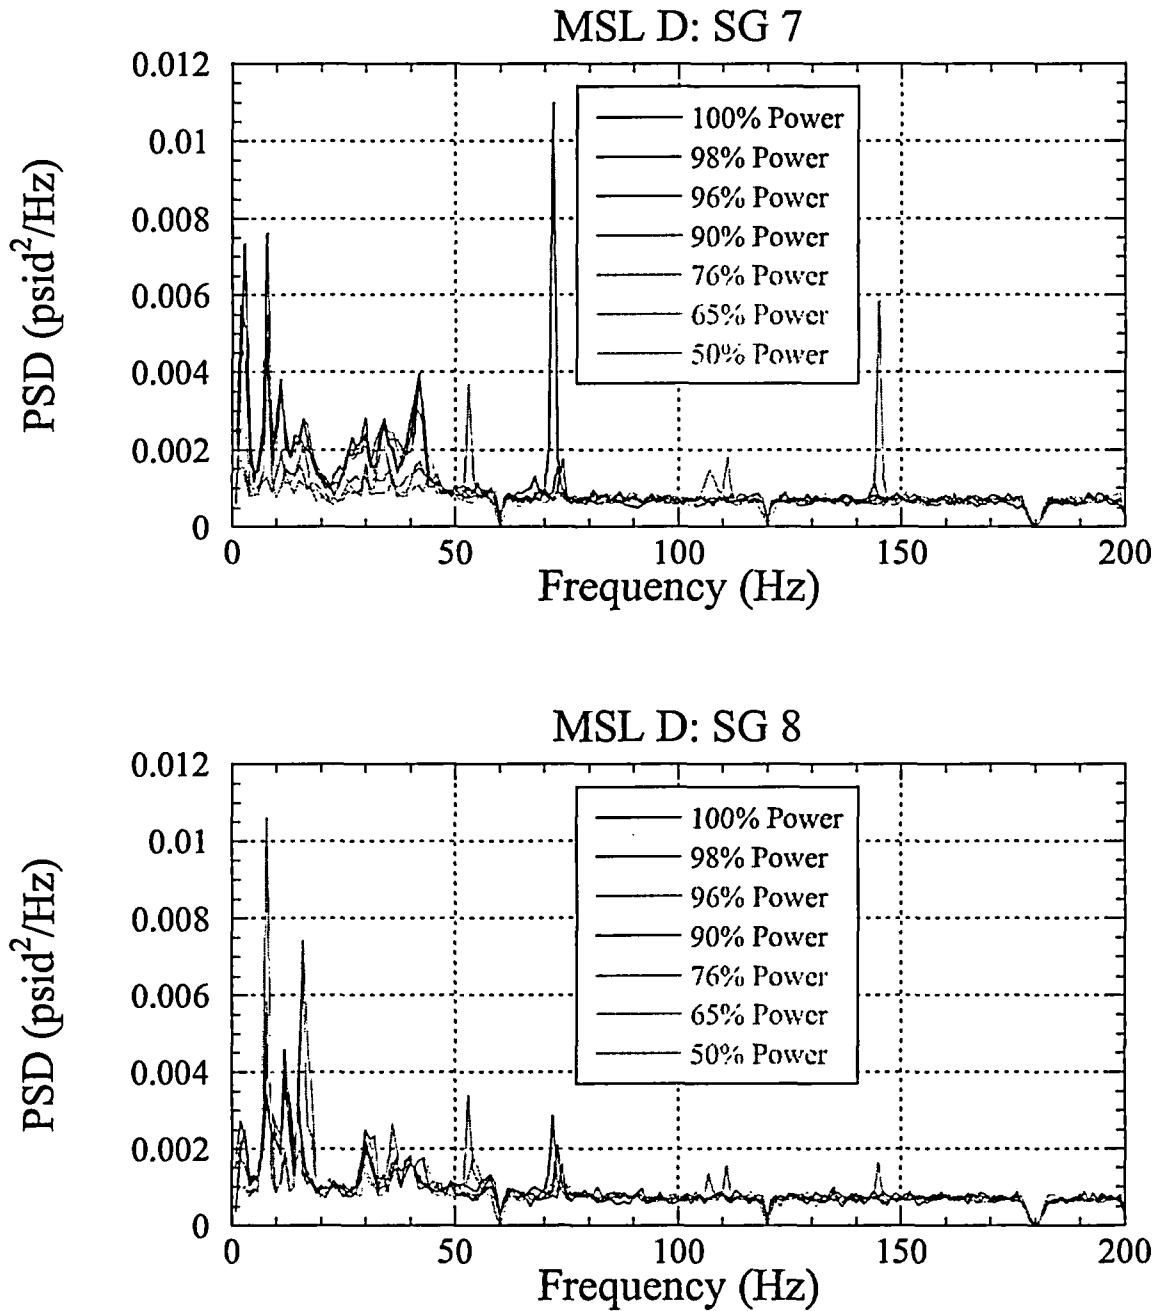 MSL D: SG 7
0.012
0.01
0.008
0.006
0.004
0.002
0
PSD (psid²/Hz)
100% Power
98% Power
96% Power
90% Power
76% Power
65% Power
50% Power
0 50 100 150 200
Frequency (Hz)
MSL D: SG 8
0.012
0.01
0.008
0.006
0.004
0.002
0
PSD (psid²/Hz)
100% Power
98% Power
96% Power
90% Power
76% Power
65% Power
50% Power
0 50 100 150 200
Frequency (Hz)